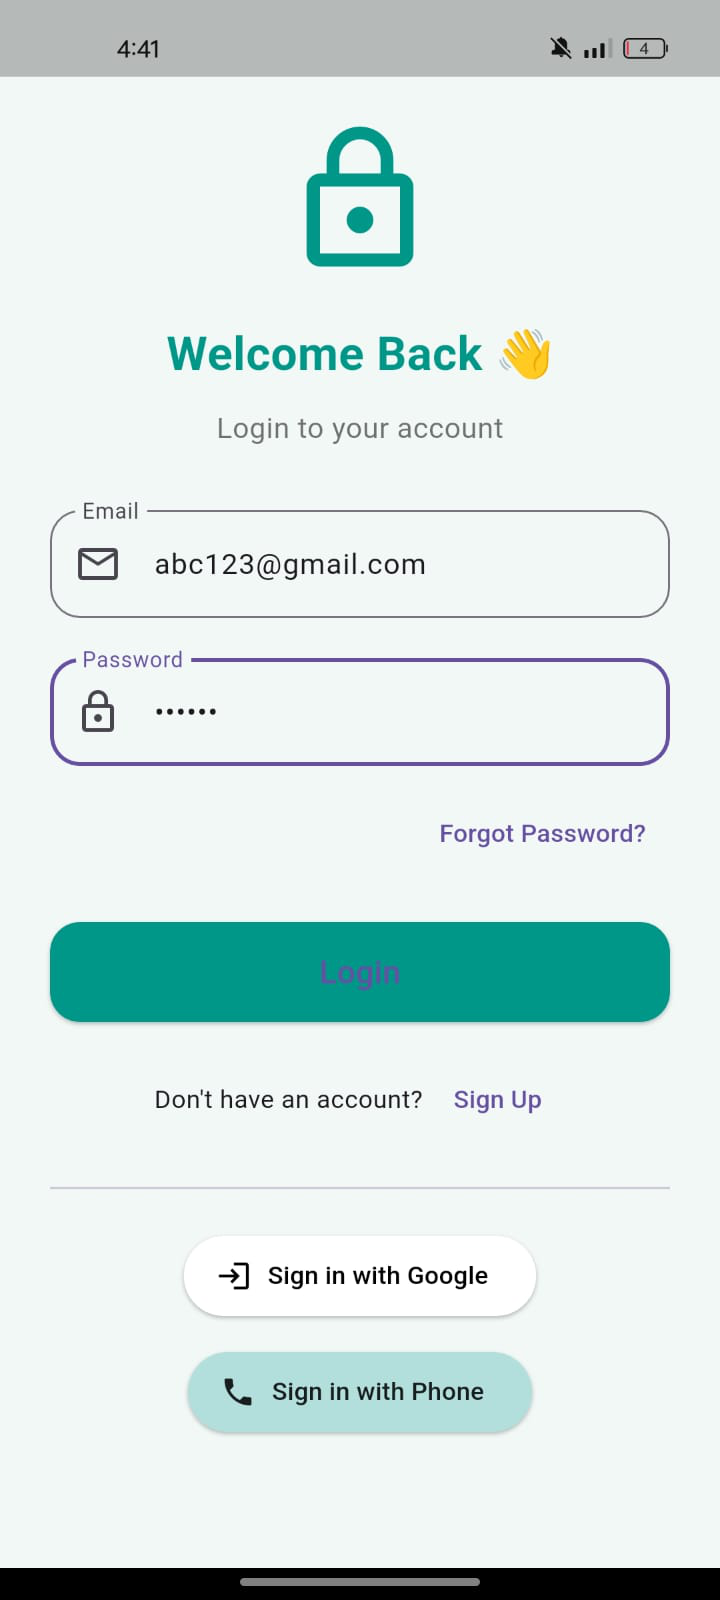 4:41
4
Welcome Back 👋
Login to your account
Email
abc123@gmail.com
Password
••••••
Forgot Password?
Login
Don't have an account? Sign Up
Sign in with Google
Sign in with Phone